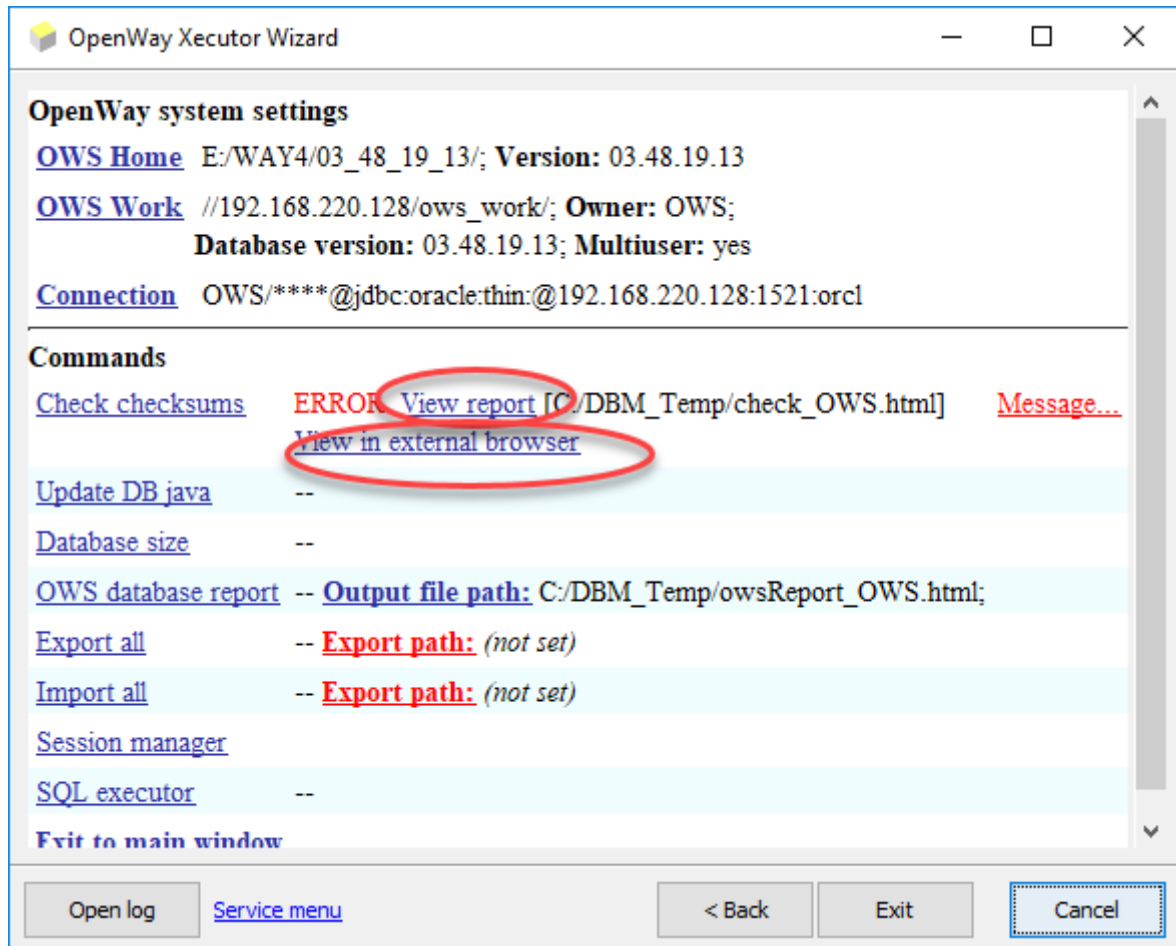 OpenWay Xecutor Wizard
OpenWay system settings
OWS Home E:/WAY4/03_48_19_13/; Version: 03.48.19.13
OWS Work //192.168.220.128/ows_work/; Owner: OWS;
Database version: 03.48.19.13; Multiuser: yes
Connection OWS/****@jdbc:oracle:thin:@192.168.220.128:1521:orcl
Commands
Check checksums ERROR View report [C:/DBM_Temp/check_OWS.html] Message...
View in external browser
Update DB java --
Database size --
OWS database report -- Output file path: C:/DBM_Temp/owsReport_OWS.html;
Export all -- Export path: (not set)
Import all -- Export path: (not set)
Session manager
SQL executor --
Exit to main window
Open log Service menu < Back Exit Cancel